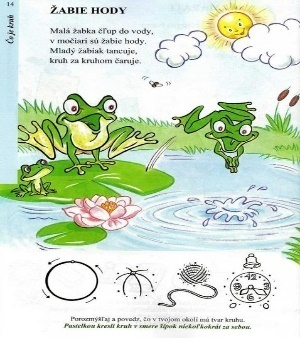 14
Čo je kruh
ŽABIE HODY
Malá žabka čľup do vody,
v močiari sú žabie hody.
Mladý žabiak tancuje,
kruh za kruhom čaruje.
Porozmýšľaj a povedz, čo v tvojom okolí má tvar kruhu.
Pastelkou kresli kruh v smere šípok niekoľkokrát za sebou.